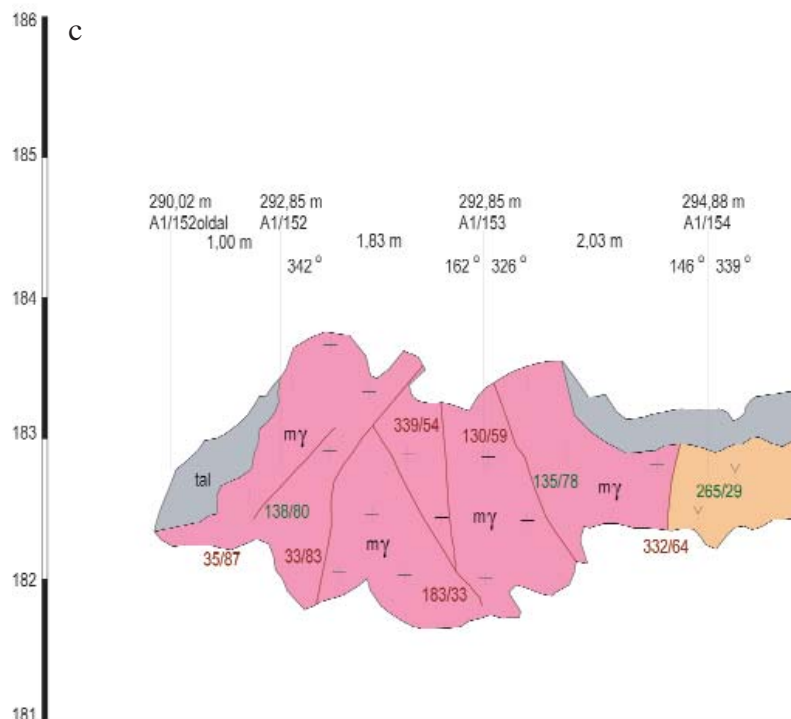 c
186
185
184
183
182
181
290,02 m
A1/152oldal
292,85 m
A1/152
292,85 m
A1/153
294,88 m
A1/154
1,00 m
1,83 m
2,03 m
342 o
162 o 326 o
146 o 339 o
tal
mγ
339/54
130/59
135/78
mγ
265/29
138/80
mγ
mγ
35/87
33/83
332/64
183/33